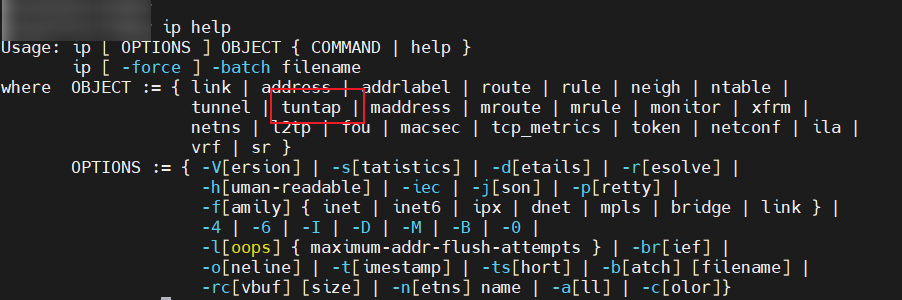 ip help
Usage: ip [ OPTIONS ] OBJECT { COMMAND | help }
ip [ -force ] -batch filename
where OBJECT := { link | address | addrlabel | route | rule | neigh | ntable |
tunnel | tuntap | maddress | mroute | mrule | monitor | xfrm |
netns | l2tp | fou | macsec | tcp_metrics | token | netconf | ila |
vrf | sr }
OPTIONS := { -V[ersion] | -s[tatistics] | -d[etails] | -r[esolve] |
-h[uman-readable] | -iec | -j[son] | -p[retty] |
-f[amily] { inet | inet6 | ipx | dnet | mpls | bridge | link } |
-4 | -6 | -I | -D | -M | -B | -0 |
-l[oops] { maximum-addr-flush-attempts } | -br[ief] |
-o[neline] | -t[imestamp] | -ts[hort] | -b[atch] [filename] |
-rc[vbuf] [size] | -n[etns] name | -a[ll] | -c[olor]}